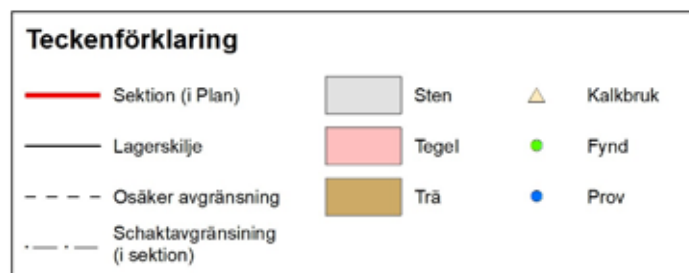 Teckenförklaring
Sektion (i Plan)
Lagerskilje
Osäker avgränsning
Schaktavgränsining
(i sektion)
Sten
Tegel
Trä
Kalkbruk
Fynd
Prov